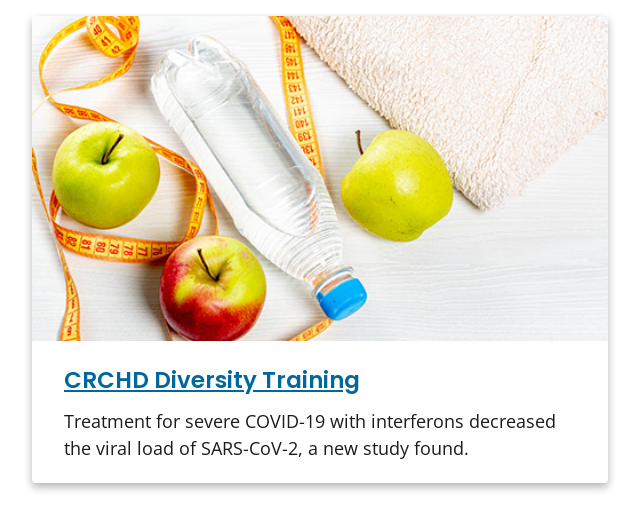 CRCHD Diversity Training
Treatment for severe COVID-19 with interferons decreased
the viral load of SARS-CoV-2, a new study found.